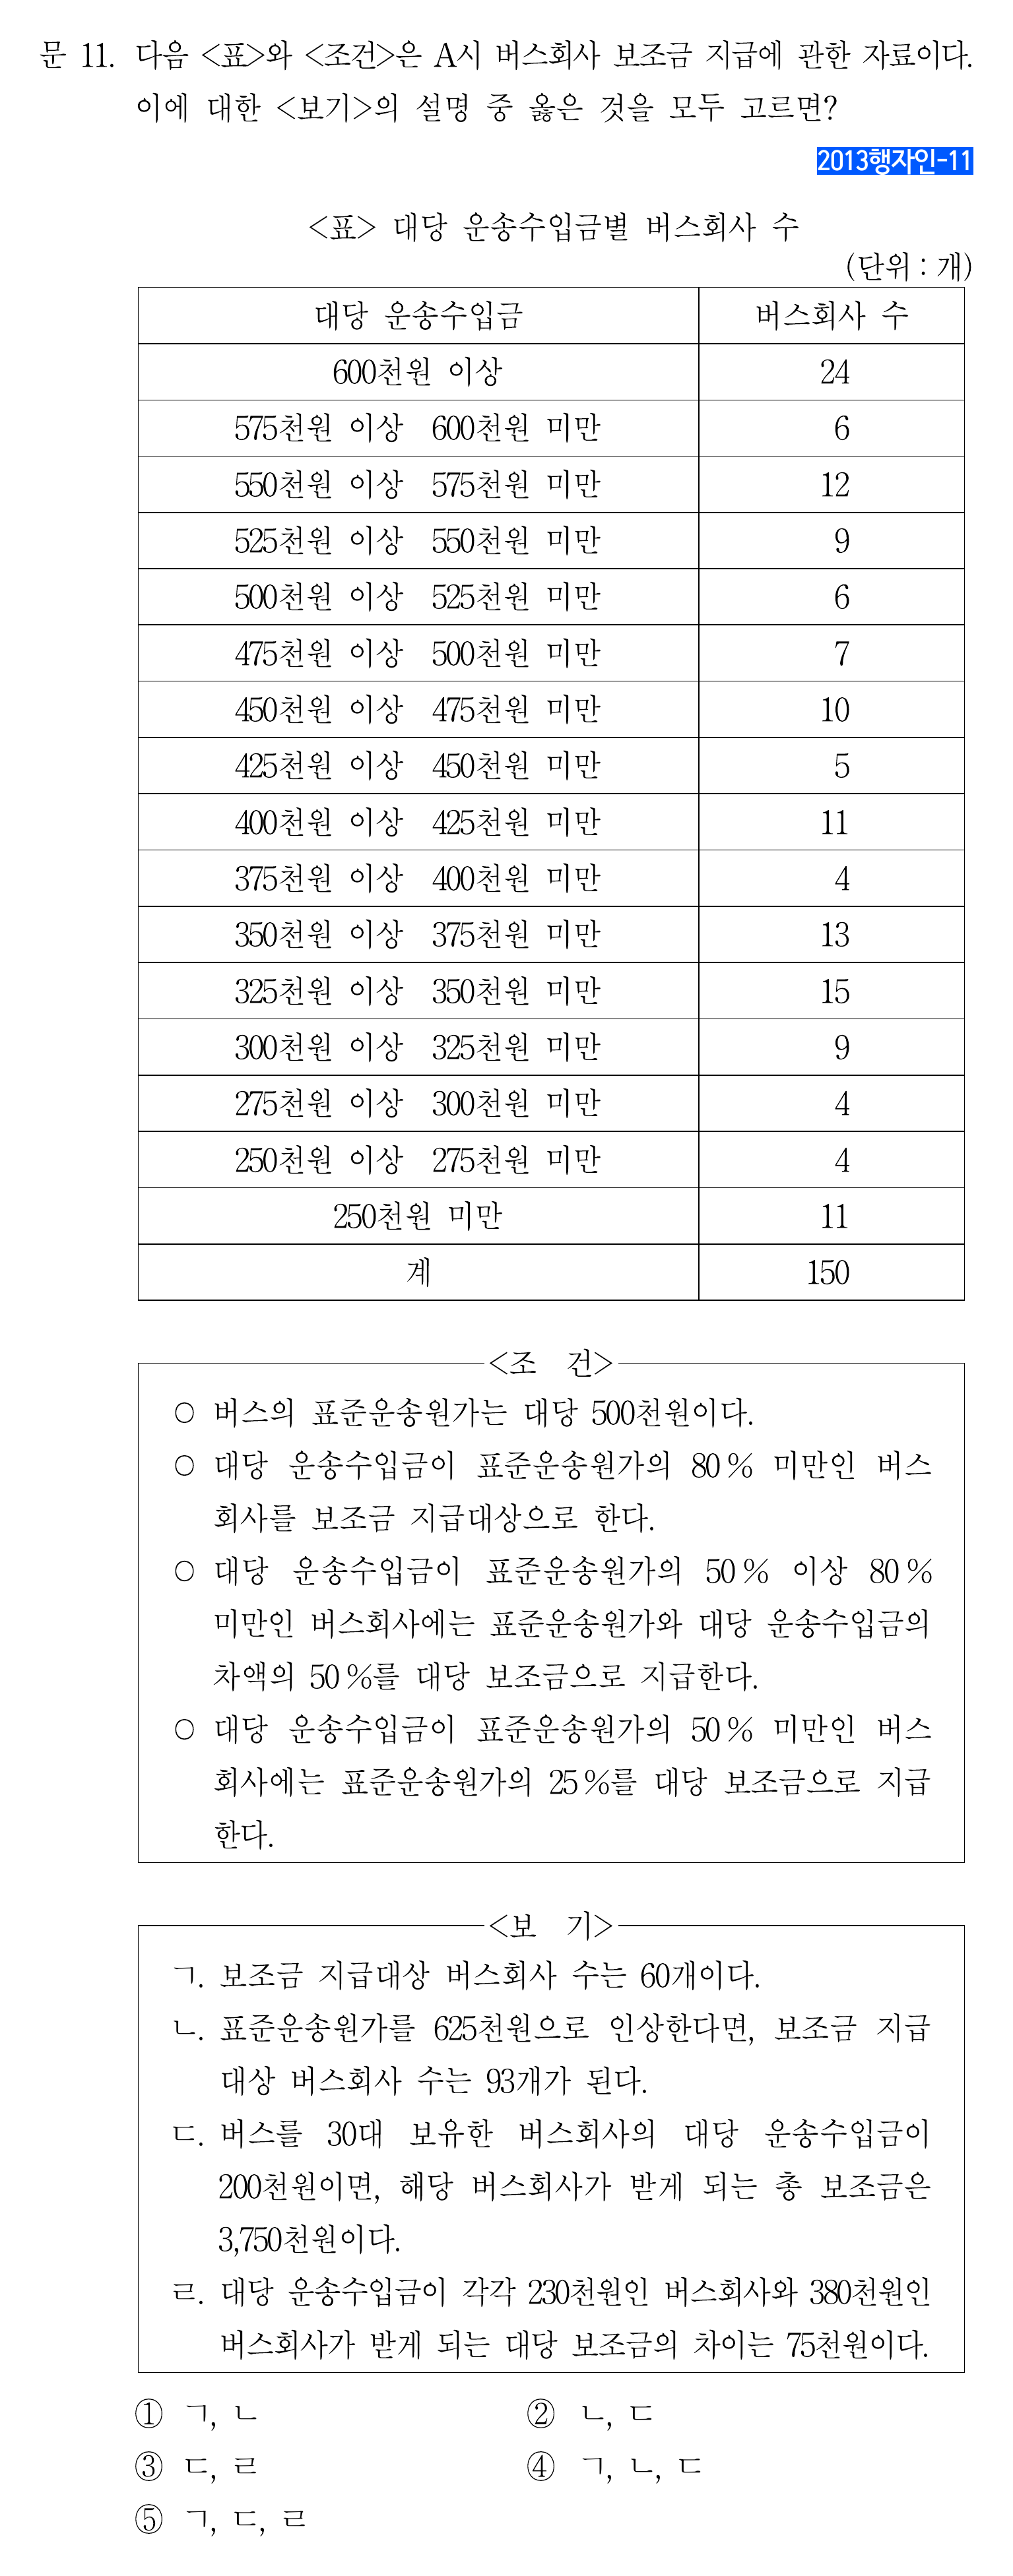 문 11. 다음 <표>와 <조건>은 A시 버스회사 보조금 지급에 관한 자료이다.
이에 대한 <보기>의 설명 중 옳은 것을 모두 고르면?
2013행자인-11
<표> 대당 운송수입금별 버스회사 수
(단위 : 개)
대당 운송수입금 버스회사 수
600천원 이상 24
575천원 이상 600천원 미만 6
550천원 이상 575천원 미만 12
525천원 이상 550천원 미만 9
500천원 이상 525천원 미만 6
475천원 이상 500천원 미만 7
450천원 이상 475천원 미만 10
425천원 이상 450천원 미만 5
400천원 이상 425천원 미만 11
375천원 이상 400천원 미만 4
350천원 이상 375천원 미만 13
325천원 이상 350천원 미만 15
300천원 이상 325천원 미만 9
275천원 이상 300천원 미만 4
250천원 이상 275천원 미만 4
250천원 미만 11
계 150
<조 건>
○ 버스의 표준운송원가는 대당 500천원이다.
○ 대당 운송수입금이 표준운송원가의 80 % 미만인 버스
회사를 보조금 지급대상으로 한다.
○ 대당 운송수입금이 표준운송원가의 50 % 이상 80 %
미만인 버스회사에는 표준운송원가와 대당 운송수입금의
차액의 50 %를 대당 보조금으로 지급한다.
○ 대당 운송수입금이 표준운송원가의 50 % 미만인 버스
회사에는 표준운송원가의 25 %를 대당 보조금으로 지급
한다.
<보 기>
ㄱ. 보조금 지급대상 버스회사 수는 60개이다.
ㄴ. 표준운송원가를 625천원으로 인상한다면, 보조금 지급
대상 버스회사 수는 93개가 된다.
ㄷ. 버스를 30대 보유한 버스회사의 대당 운송수입금이
200천원이면, 해당 버스회사가 받게 되는 총 보조금은
3,750천원이다.
ㄹ. 대당 운송수입금이 각각 230천원인 버스회사와 380천원인
버스회사가 받게 되는 대당 보조금의 차이는 75천원이다.
① ㄱ, ㄴ ② ㄴ, ㄷ
③ ㄷ, ㄹ ④ ㄱ, ㄴ, ㄷ
⑤ ㄱ, ㄷ, ㄹ